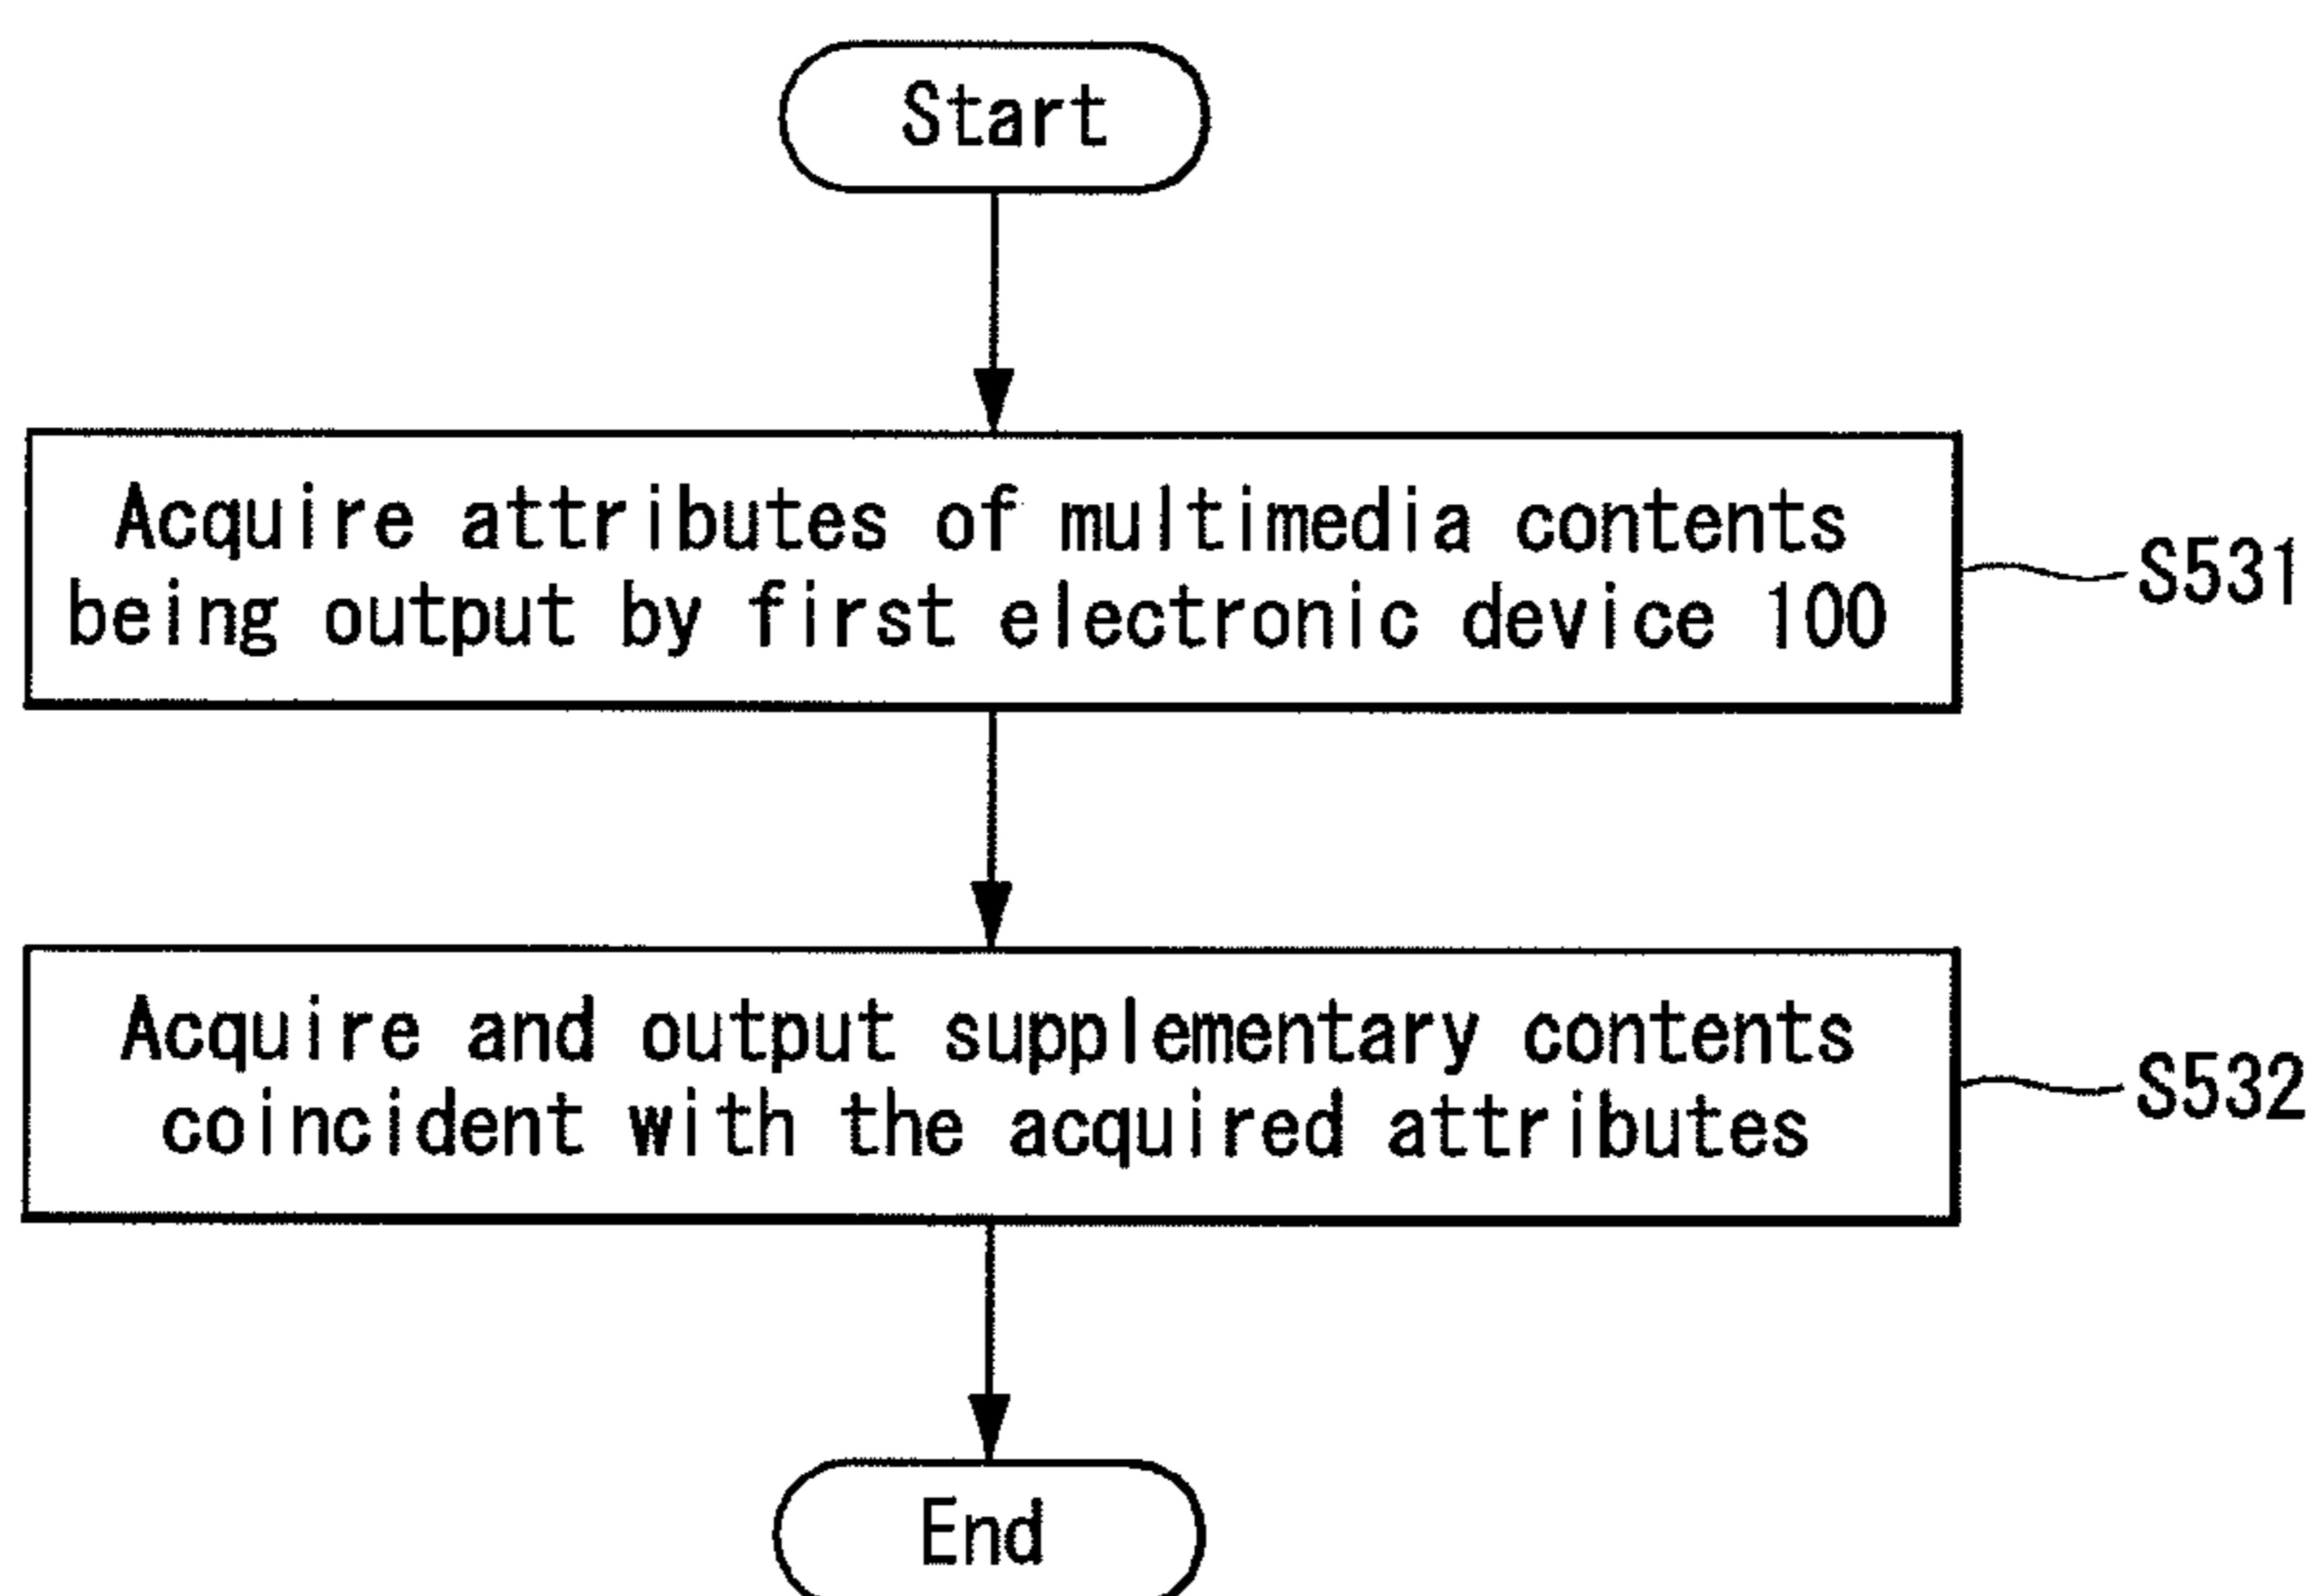 Start
Acquire attributes of multimedia contents
being output by first electronic device 100
S531
Acquire and output supplementary contents
coincident with the acquired attributes
S532
End